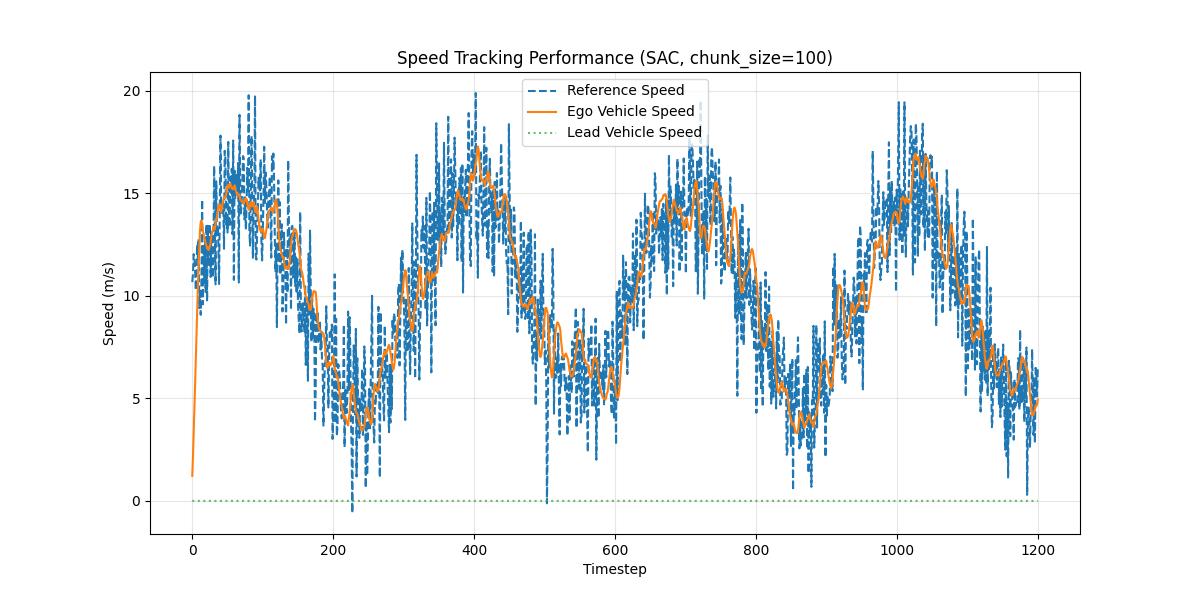 Speed Tracking Performance (SAC, chunk_size=100)
Reference Speed
Ego Vehicle Speed
Lead Vehicle Speed
20
15
10
5
0
Speed (m/s)
0 200 400 600 800 1000 1200
Timestep